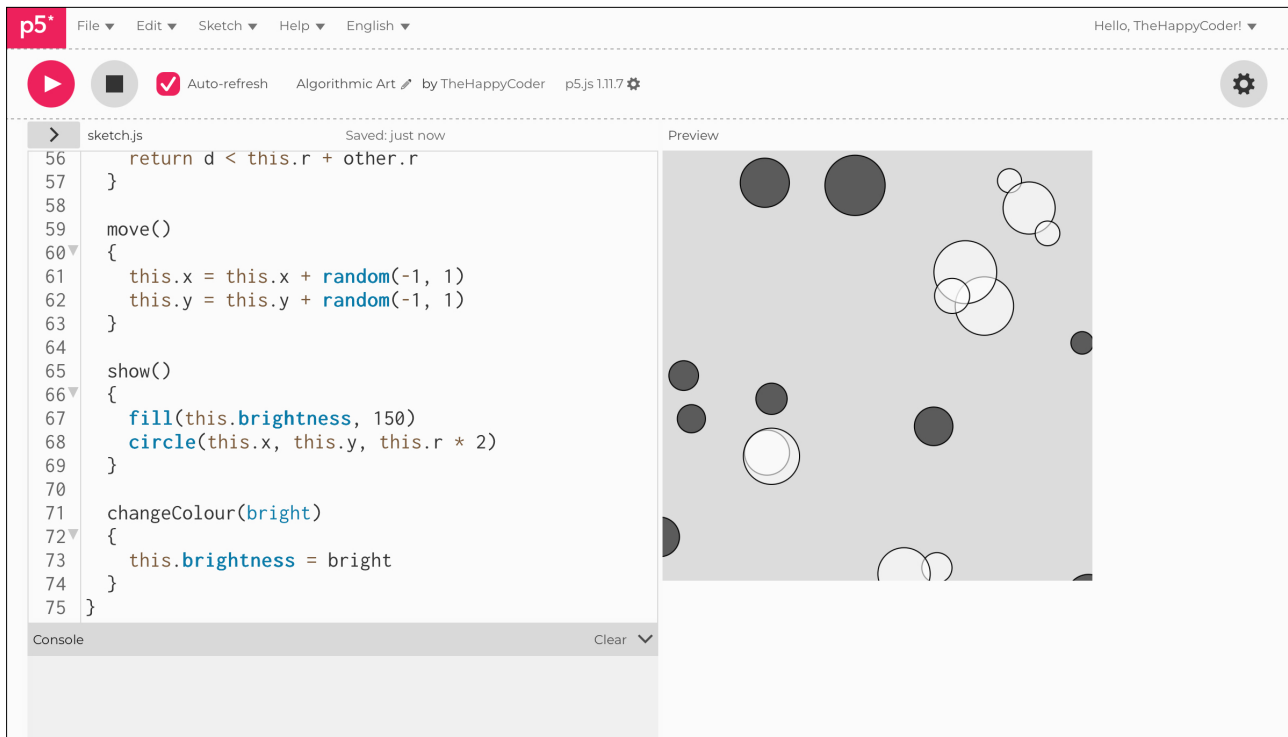 p5* File ▾ Edit ▾ Sketch ▾ Help ▾ English ▾ Hello, TheHappyCoder! ▾
Auto-refresh Algorithmic Art by TheHappyCoder p5.js 1.11.7
> sketch.js Saved: just now Preview
56 return d < this.r + other.r
57 }
58
59 move()
60 {
61 this.x = this.x + random(-1, 1)
62 this.y = this.y + random(-1, 1)
63 }
64
65 show()
66 {
67 fill(this.brightness, 150)
68 circle(this.x, this.y, this.r * 2)
69 }
70
71 changeColour(bright)
72 {
73 this.brightness = bright
74 }
75 }
Console Clear